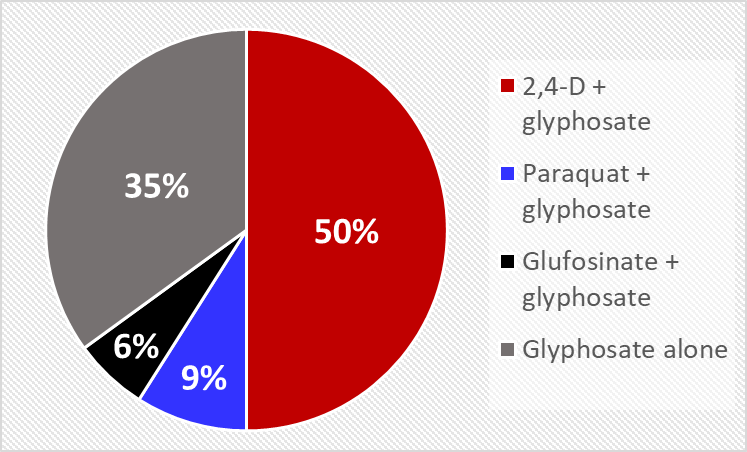 35%
50%
6%
9%
2,4-D +
glyphosate
Paraquat +
glyphosate
Glufosinate +
glyphosate
Glyphosate alone